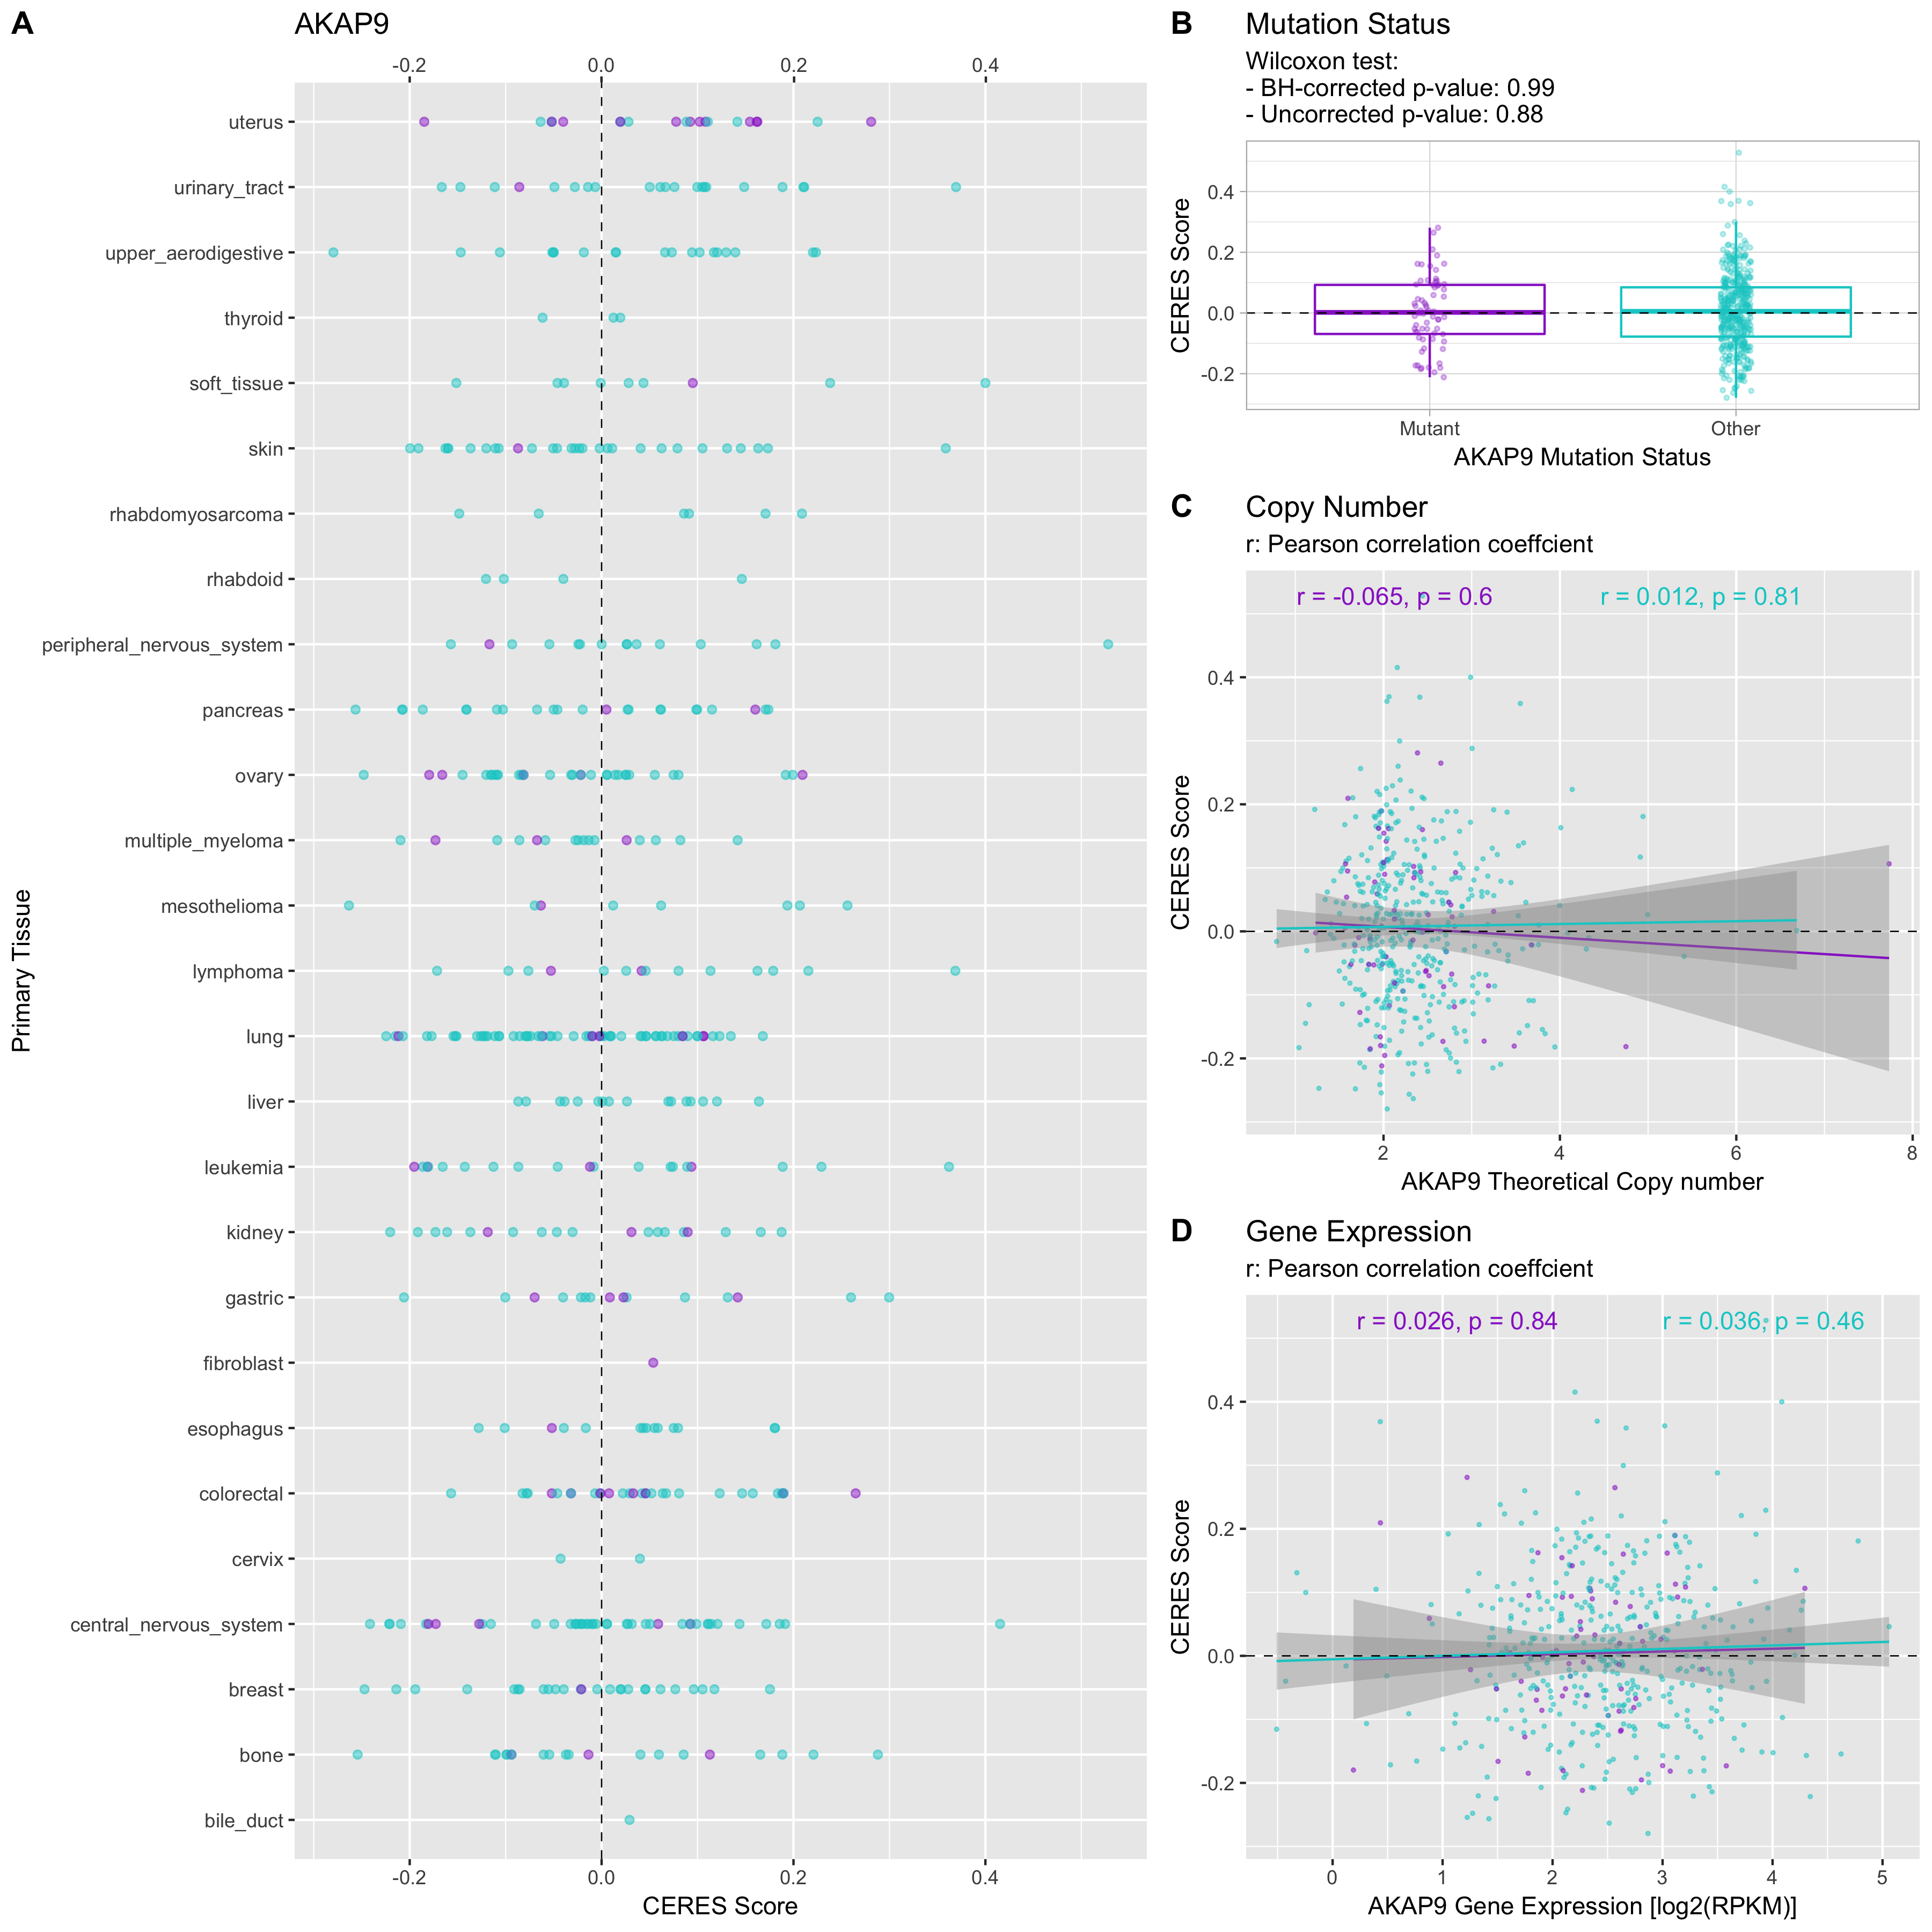 A
AKAP9
-0.2 0.0 0.2 0.4
uterus
urinary_tract
upper_aerodigestive
thyroid
soft_tissue
skin
rhabdomyosarcoma
rhabdoid
peripheral_nervous_system
pancreas
ovary
multiple_myeloma
mesothelioma
lymphoma
lung
liver
leukemia
kidney
gastric
fibroblast
esophagus
colorectal
cervix
central_nervous_system
breast
bone
bile_duct
Primary Tissue
-0.2 0.0 0.2 0.4
CERES Score
B
Mutation Status
Wilcoxon test:
- BH-corrected p-value: 0.99
- Uncorrected p-value: 0.88
CERES Score
0.4
0.2
0.0
-0.2
Mutant Other
AKAP9 Mutation Status
C
Copy Number
r: Pearson correlation coeffcient
r = -0.065, p = 0.6 r = 0.012, p = 0.81
CERES Score
0.4
0.2
0.0
-0.2
2 4 6 8
AKAP9 Theoretical Copy number
D
Gene Expression
r: Pearson correlation coeffcient
r = 0.026, p = 0.84 r = 0.036, p = 0.46
CERES Score
0.4
0.2
0.0
-0.2
0 1 2 3 4 5
AKAP9 Gene Expression [log2(RPKM)]